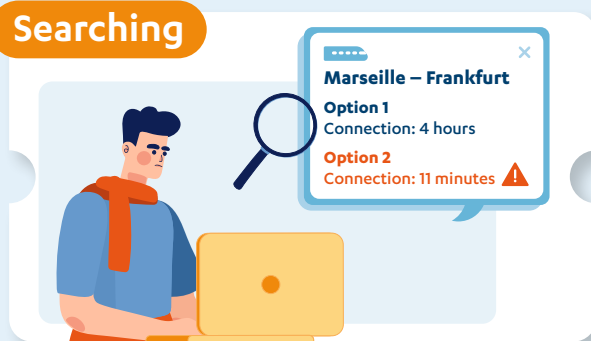 Searching
Marseille – Frankfurt
Option 1
Connection: 4 hours
Option 2
Connection: 11 minutes